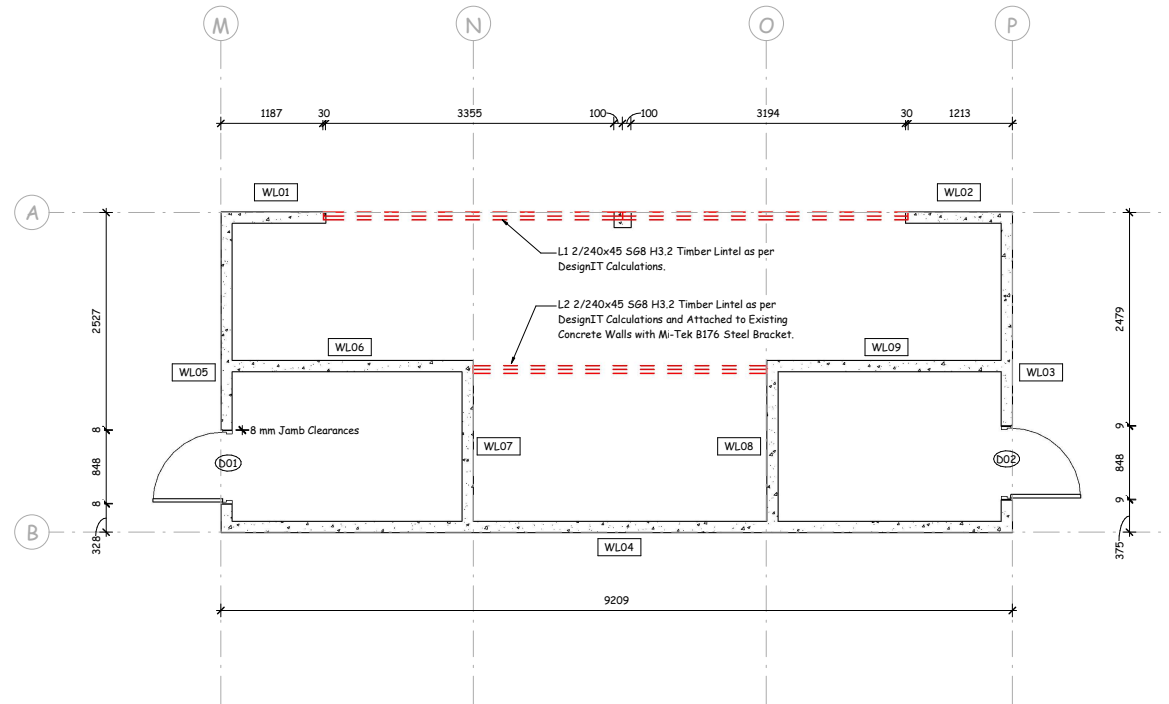 M N O P
1187 30 3355 100 100 3194 30 1213
WL01 WL02
A
L1 2/240x45 SG8 H3.2 Timber Lintel as per
DesignIT Calculations.
L2 2/240x45 SG8 H3.2 Timber Lintel as per
DesignIT Calculations and Attached to Existing
Concrete Walls with Mi-Tek B176 Steel Bracket.
2527 2479
WL06 WL09
WL05 WL03
8 8 mm Jamb Clearances 9
WL07 WL08
848 D01 D02 848
8 9
B
328 375
WL04
9209